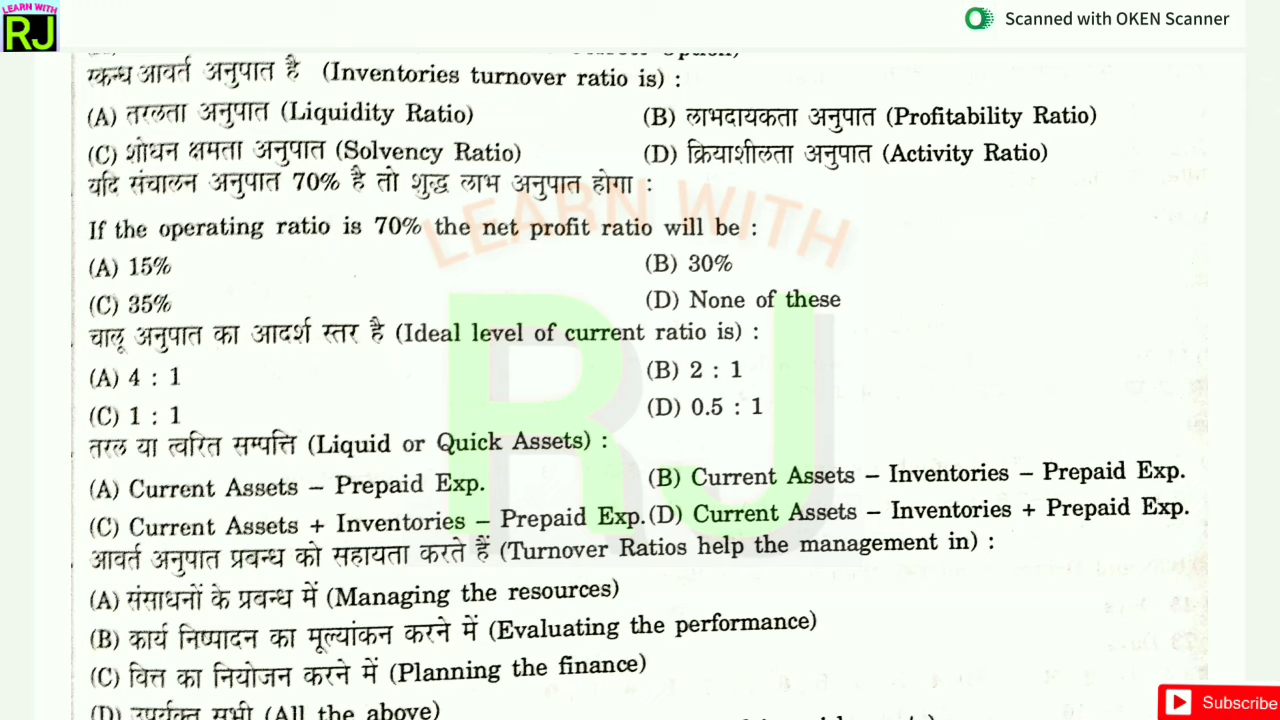 LEARN WITH
RJ
Scanned with OKEN Scanner
स्कन्ध आवर्त अनुपात है (Inventories turnover ratio is) :
(A) तरलता अनुपात (Liquidity Ratio) (B) लाभदायकता अनुपात (Profitability Ratio)
(C) शोधन क्षमता अनुपात (Solvency Ratio) (D) क्रियाशीलता अनुपात (Activity Ratio)
यदि संचालन अनुपात 70% है तो शुद्ध लाभ अनुपात होगा :
If the operating ratio is 70% the net profit ratio will be :
(A) 15% (B) 30%
(C) 35% (D) None of these
चालू अनुपात का आदर्श स्तर है (Ideal level of current ratio is) :
(A) 4 : 1 (B) 2 : 1
(C) 1 : 1 (D) 0.5 : 1
तरल या त्वरित सम्पत्ति (Liquid or Quick Assets) :
(A) Current Assets – Prepaid Exp. (B) Current Assets – Inventories – Prepaid Exp.
(C) Current Assets + Inventories – Prepaid Exp. (D) Current Assets – Inventories + Prepaid Exp.
आवर्त अनुपात प्रबन्ध को सहायता करते हैं (Turnover Ratios help the management in) :
(A) संसाधनों के प्रबन्ध में (Managing the resources)
(B) कार्य निष्पादन का मूल्यांकन करने में (Evaluating the performance)
(C) वित्त का नियोजन करने में (Planning the finance)
(D) उपर्युक्त सभी (All the above)
LEARN WITH
RJ
Subscribe